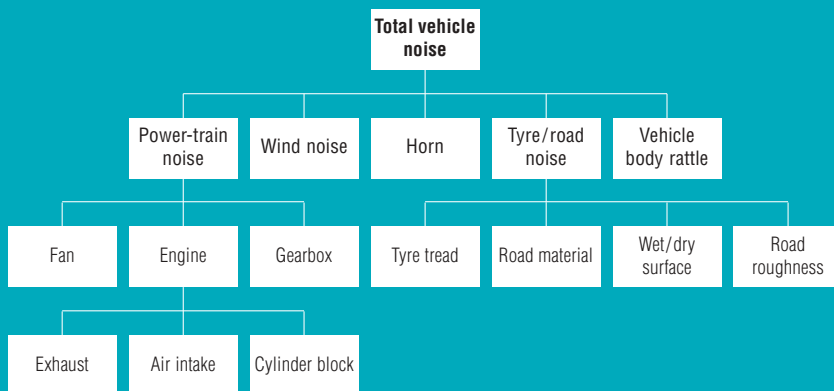 Total vehicle
noise
Power-train
noise
Wind noise
Horn
Tyre/road
noise
Vehicle
body rattle
Fan
Engine
Gearbox
Tyre tread
Road material
Wet/dry
surface
Road
roughness
Exhaust
Air intake
Cylinder block